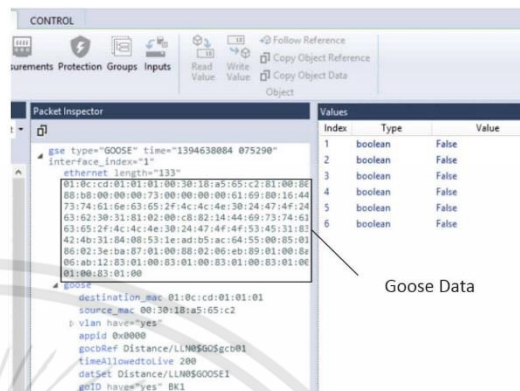 CONTROL
surements Protection Groups Inputs
Read Value
Write Value
Follow Reference
Copy Object Reference
Copy Object Data
Object
Packet Inspector
gse type="GOOSE" time="1394638084 075290"
interface_index="1"
ethernet length="133"
01:0c:cd:01:01:01:00:30:18:a5:65:c2:81:00:80
88:b8:00:00:00:73:00:00:00:00:61:69:80:16:44
73:74:61:6e:63:65:2f:4c:4c:4e:30:24:47:4f:24
63:62:30:31:81:02:00:c8:82:14:44:69:73:74:61
63:65:2f:4c:4c:4e:30:24:47:4f:4f:53:45:31:83
42:4b:31:84:08:53:1e:ad:b5:ac:64:55:00:85:01
86:02:3e:ba:87:01:00:88:02:06:eb:89:01:00:8a
06:ab:12:83:01:00:83:01:00:83:01:00:83:01:00
01:00:83:01:00
goose
destination_mac 01:0c:cd:01:01:01
source_mac 00:30:18:a5:65:c2
vlan have="yes"
appid 0x0000
gocbRef Distance/LLN0$GO$gcb01
timeAllowedtoLive 200
datSet Distance/LLN0$GOOSE1
goID have="yes" BK1
Values
Index Type Value
1 boolean False
2 boolean False
3 boolean False
4 boolean False
5 boolean False
6 boolean False
Goose Data